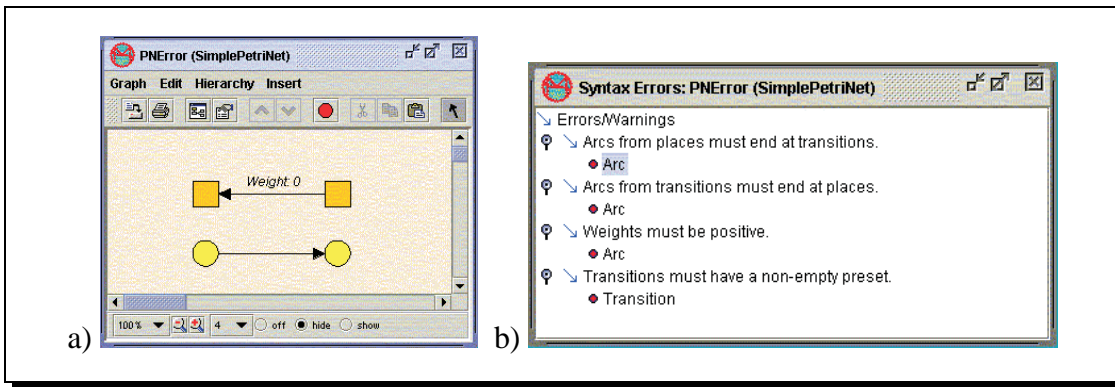 PNError (SimplePetriNet)
Graph Edit Hierarchy Insert
Weight: 0
100% 4 off hide show
a)
Syntax Errors: PNError (SimplePetriNet)
Errors/Warnings
Arcs from places must end at transitions.
Arc
Arcs from transitions must end at places.
Arc
Weights must be positive.
Arc
Transitions must have a non-empty preset.
Transition
b)